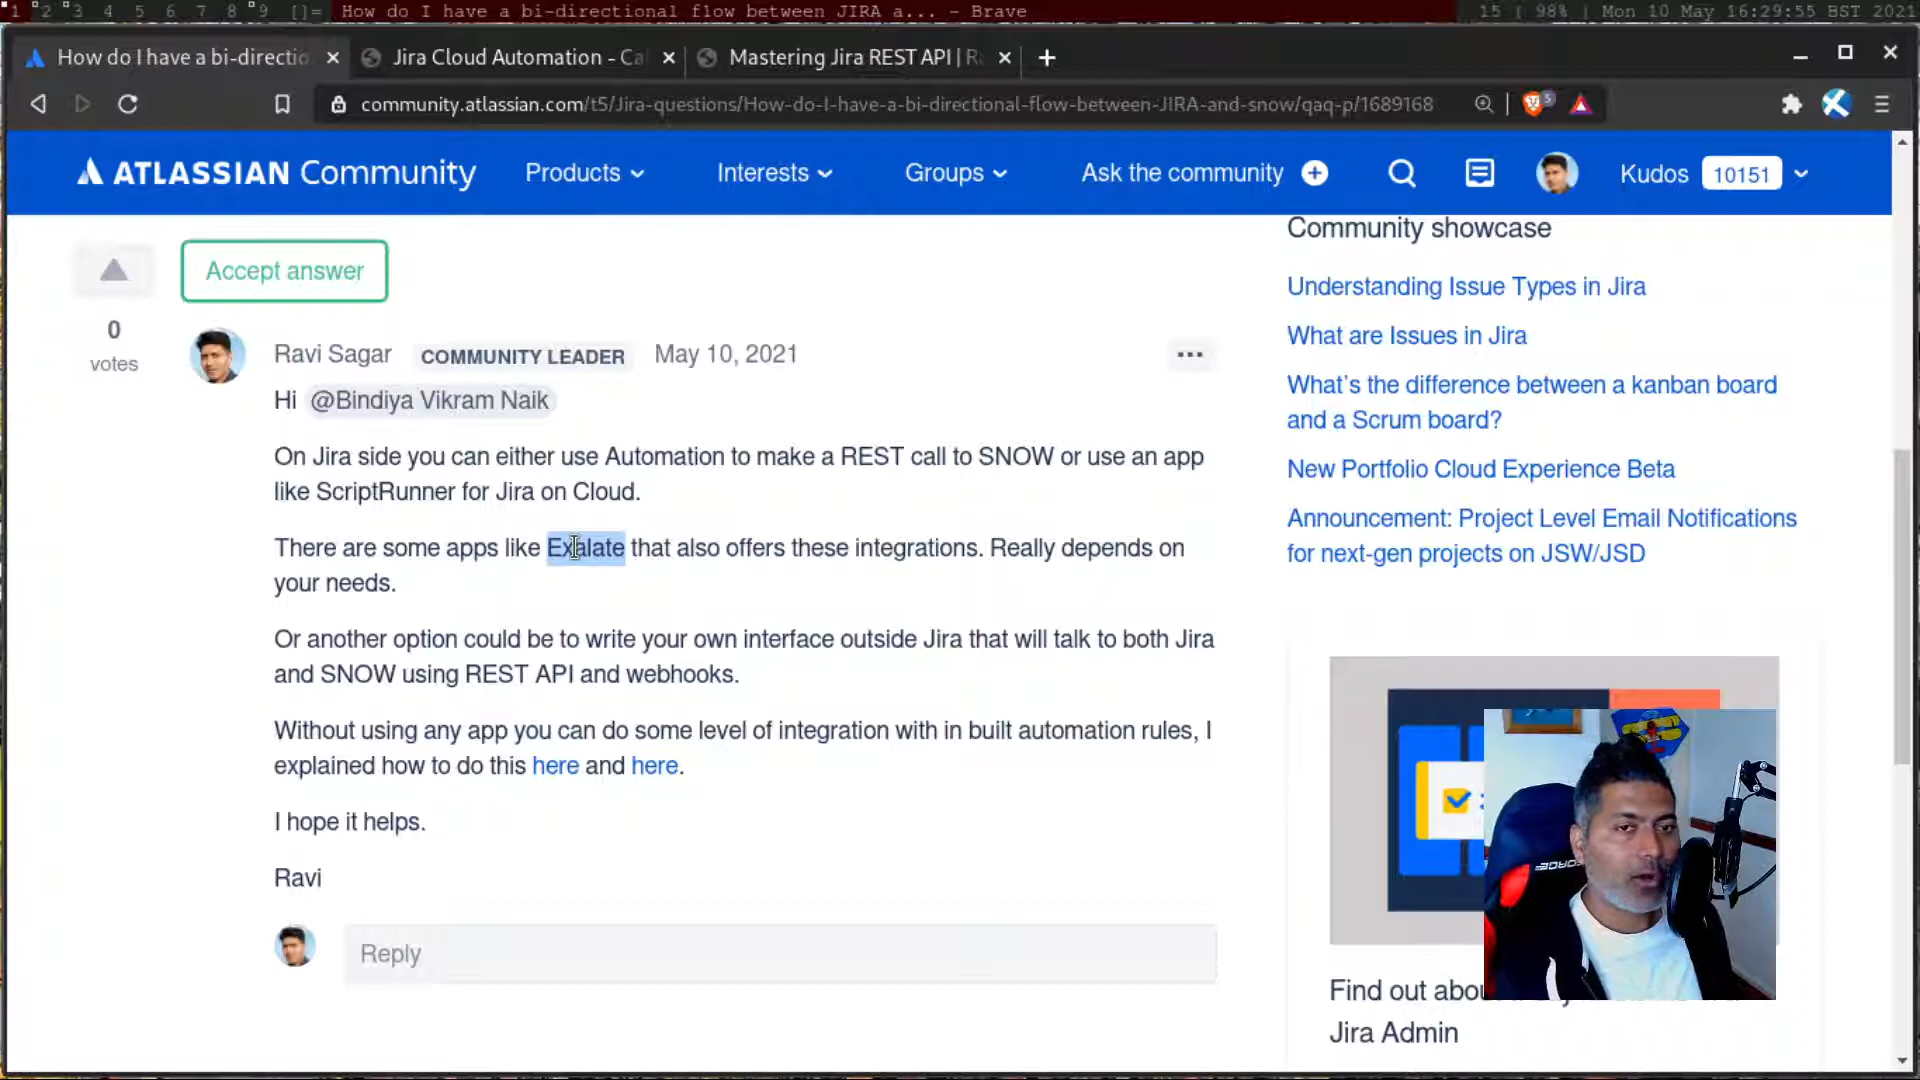 1 2 3 4 5 6 7 8 9 []= How do I have a bi-directional flow between JIRA a... - Brave 15 | 98% | Mon 10 May 16:29:55 BST 2021
How do I have a bi-directio Jira Cloud Automation - Ca Mastering Jira REST API | R
community.atlassian.com/t5/Jira-questions/How-do-I-have-a-bi-directional-flow-between-JIRA-and-snow/qaq-p/1689168 5
ATLASSIAN Community Products Interests Groups Ask the community Kudos 10151
Accept answer
0
votes
Ravi Sagar COMMUNITY LEADER May 10, 2021
Hi @Bindiya Vikram Naik
On Jira side you can either use Automation to make a REST call to SNOW or use an app
like ScriptRunner for Jira on Cloud.
There are some apps like Exalate that also offers these integrations. Really depends on
your needs.
Or another option could be to write your own interface outside Jira that will talk to both Jira
and SNOW using REST API and webhooks.
Without using any app you can do some level of integration with in built automation rules, I
explained how to do this here and here.
I hope it helps.
Ravi
Reply
Community showcase
Understanding Issue Types in Jira
What are Issues in Jira
What's the difference between a kanban board
and a Scrum board?
New Portfolio Cloud Experience Beta
Announcement: Project Level Email Notifications
for next-gen projects on JSW/JSD
Find out abou
Jira Admin